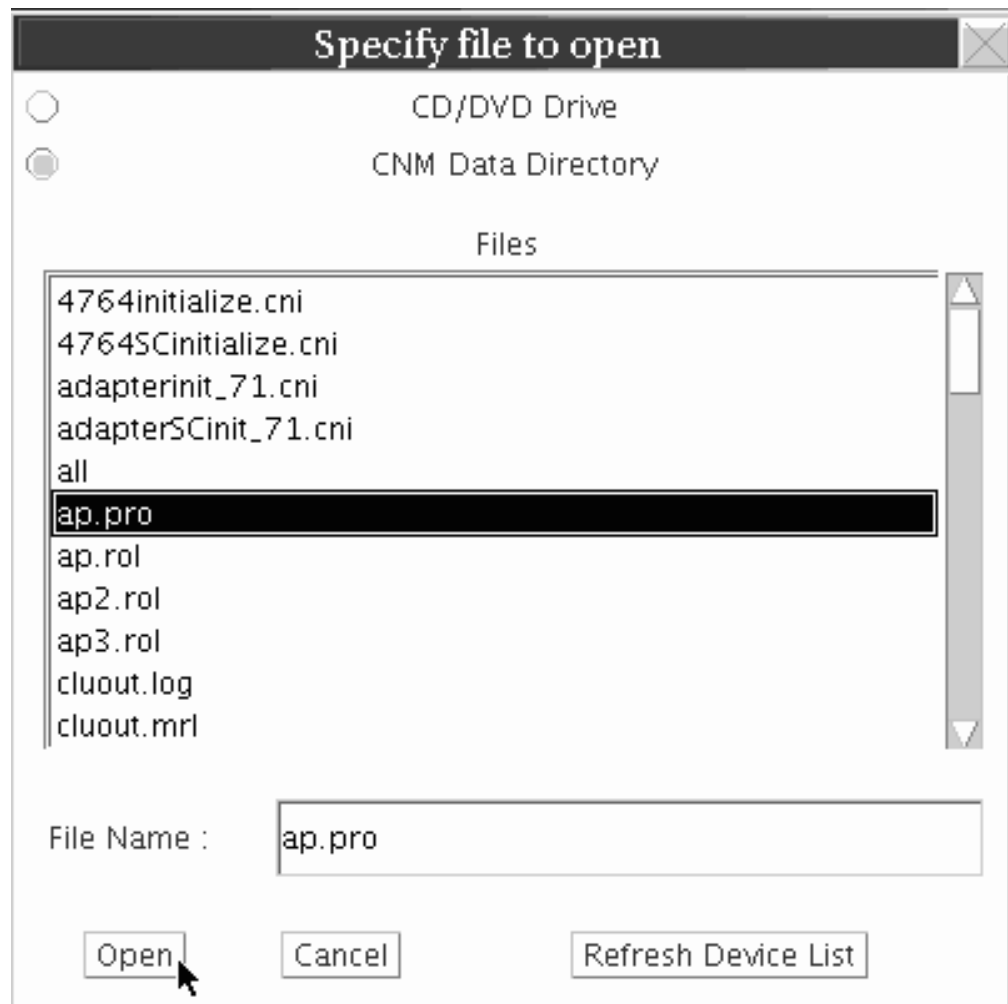 Specify file to open
CD/DVD Drive
CNM Data Directory
Files
4764initialize.cni
4764SCinitialize.cni
adapterinit_71.cni
adapterSCinit_71.cni
all
ap.pro
ap.rol
ap2.rol
ap3.rol
cluout.log
cluout.mrl
File Name : ap.pro
Open Cancel Refresh Device List